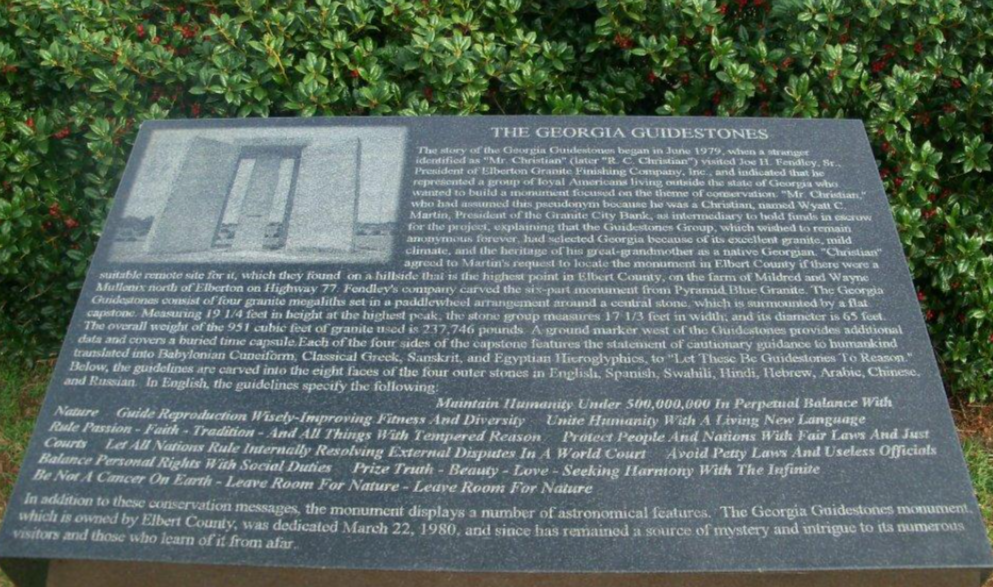 THE GEORGIA GUIDESTONES
The story of the Georgia Guidestones began in June 1979, when a stranger
identified as "Mr. Christian" (later "R. C. Christian") visited Joe H. Fendley, Sr.,
President of Elberton Granite Finishing Company, Inc., and indicated that he
represented a group of loyal Americans living outside the state of Georgia who
wanted to build a monument focused on the theme of conservation. "Mr. Christian,"
who had assumed this pseudonym because he was a Christian, named Wyatt C.
Martin, President of the Granite City Bank, as intermediary to hold funds in escrow
for the project, explaining that the Guidestones Group, which wished to remain
anonymous forever, had selected Georgia because of its excellent granite, mild
climate, and the heritage of his great-grandmother as a native Georgian. "Christian"
agreed to Martin's request to locate the monument in Elbert County if there were a
suitable remote site for it, which they found on a hillside that is the highest point in Elbert County, on the farm of Mildred and Wayne
Mullenix north of Elberton on Highway 77. Fendley's company carved the six-part monument from Pyramid Blue Granite. The Georgia
Guidestones consist of four granite megaliths set in a paddlewheel arrangement around a central stone, which is surmounted by a flat
capstone. Measuring 19 1/4 feet in height at the highest peak, the stone group measures 17 1/3 feet in width, and its diameter is 65 feet.
The overall weight of the 951 cubic feet of granite used is 237,746 pounds. A ground marker west of the Guidestones provides additional
data and covers a buried time capsule.Each of the four sides of the capstone features the statement of cautionary guidance to humankind
translated into Babylonian Cuneiform, Classical Greek, Sanskrit, and Egyptian Hieroglyphics, to "Let These Be Guidestones To Reason."
Below, the guidelines are carved into the eight faces of the four outer stones in English, Spanish, Swahili, Hindi, Hebrew, Arabic, Chinese,
and Russian. In English, the guidelines specify the following:
Maintain Humanity Under 500,000,000 In Perpetual Balance With
Nature Guide Reproduction Wisely-Improving Fitness And Diversity Unite Humanity With A Living New Language
Rule Passion - Faith - Tradition - And All Things With Tempered Reason Protect People And Nations With Fair Laws And Just
Courts Let All Nations Rule Internally Resolving External Disputes In A World Court Avoid Petty Laws And Useless Officials
Balance Personal Rights With Social Duties Prize Truth - Beauty - Love - Seeking Harmony With The Infinite
Be Not A Cancer On Earth - Leave Room For Nature - Leave Room For Nature
In addition to these conservation messages, the monument displays a number of astronomical features. The Georgia Guidestones monument,
which is owned by Elbert County, was dedicated March 22, 1980, and since has remained a source of mystery and intrigue to its numerous
visitors and those who learn of it from afar.